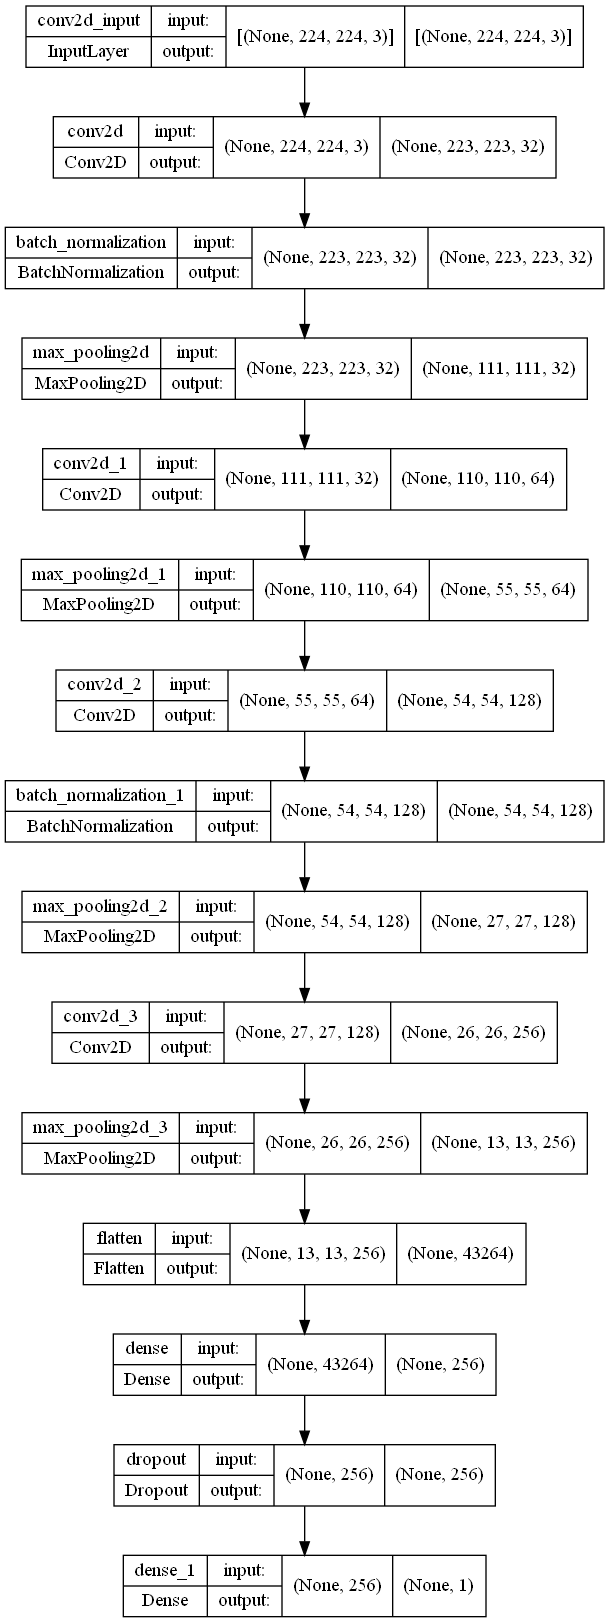 conv2d_input input: [(None, 224, 224, 3)] [(None, 224, 224, 3)]
InputLayer output:
conv2d input: (None, 224, 224, 3) (None, 223, 223, 32)
Conv2D output:
batch_normalization input: (None, 223, 223, 32) (None, 223, 223, 32)
BatchNormalization output:
max_pooling2d input: (None, 223, 223, 32) (None, 111, 111, 32)
MaxPooling2D output:
conv2d_1 input: (None, 111, 111, 32) (None, 110, 110, 64)
Conv2D output:
max_pooling2d_1 input: (None, 110, 110, 64) (None, 55, 55, 64)
MaxPooling2D output:
conv2d_2 input: (None, 55, 55, 64) (None, 54, 54, 128)
Conv2D output:
batch_normalization_1 input: (None, 54, 54, 128) (None, 54, 54, 128)
BatchNormalization output:
max_pooling2d_2 input: (None, 54, 54, 128) (None, 27, 27, 128)
MaxPooling2D output:
conv2d_3 input: (None, 27, 27, 128) (None, 26, 26, 256)
Conv2D output:
max_pooling2d_3 input: (None, 26, 26, 256) (None, 13, 13, 256)
MaxPooling2D output:
flatten input: (None, 13, 13, 256) (None, 43264)
Flatten output:
dense input: (None, 43264) (None, 256)
Dense output:
dropout input: (None, 256) (None, 256)
Dropout output:
dense_1 input: (None, 256) (None, 1)
Dense output: